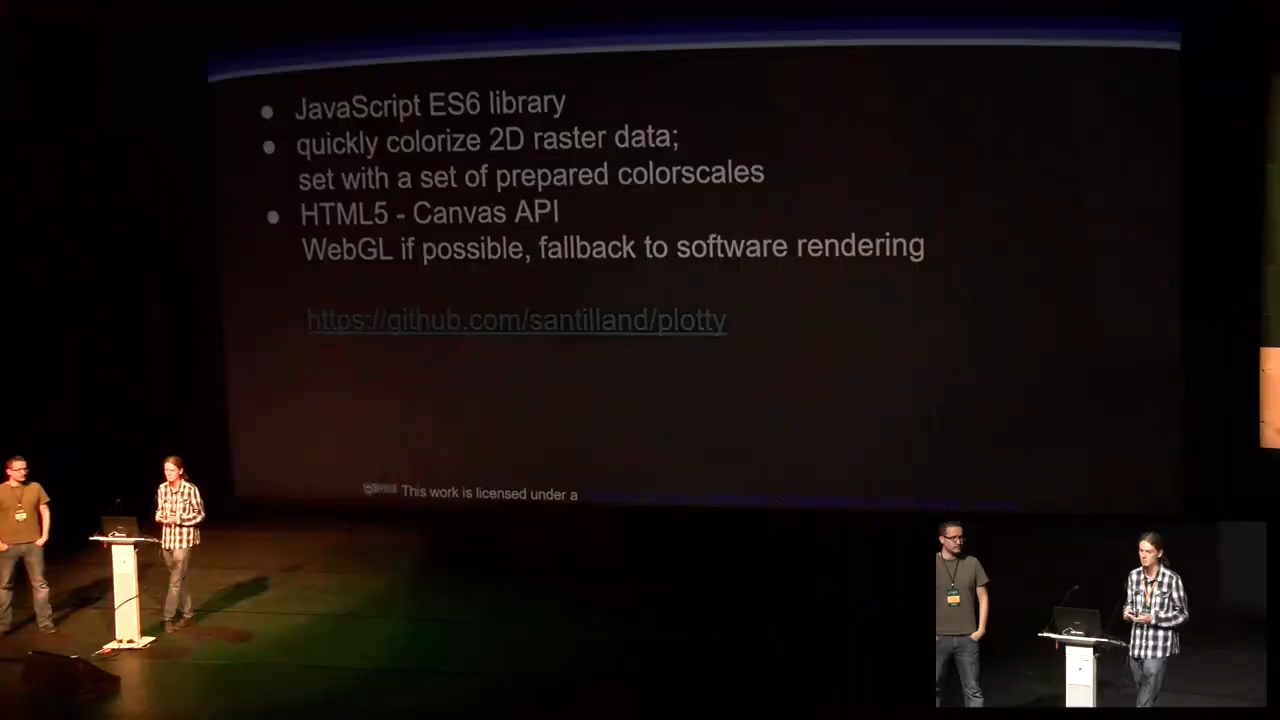 ● JavaScript ES6 library
● quickly colorize 2D raster data;
set with a set of prepared colorscales
● HTML5 - Canvas API
WebGL if possible, fallback to software rendering
https://github.com/santilland/plotty
This work is licensed under a